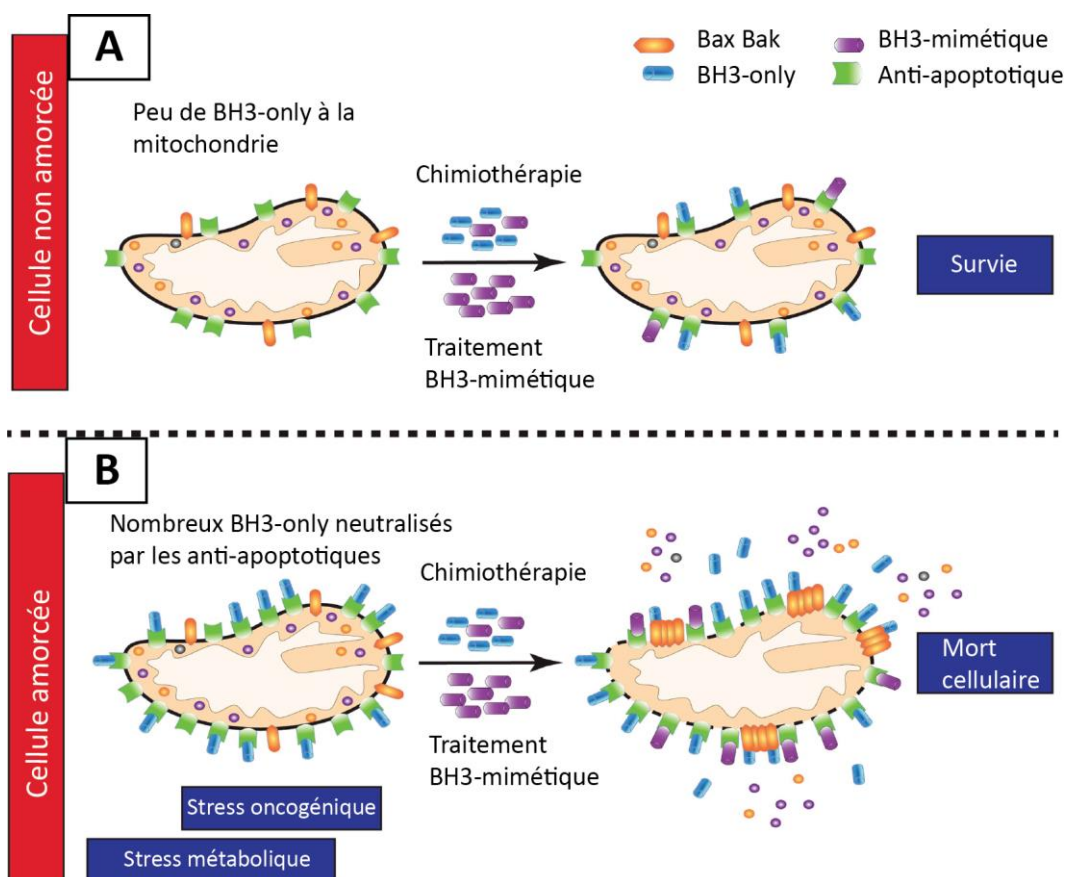 A
Bax Bak
BH3-mimétique
BH3-only
Anti-apoptotique
Cellule non amorcée
Peu de BH3-only à la
mitochondrie
Chimiothérapie
Traitement
BH3-mimétique
Survie
B
Cellule amorcée
Nombreux BH3-only neutralisés
par les anti-apoptotiques
Chimiothérapie
Traitement
BH3-mimétique
Mort
cellulaire
Stress oncogénique
Stress métabolique